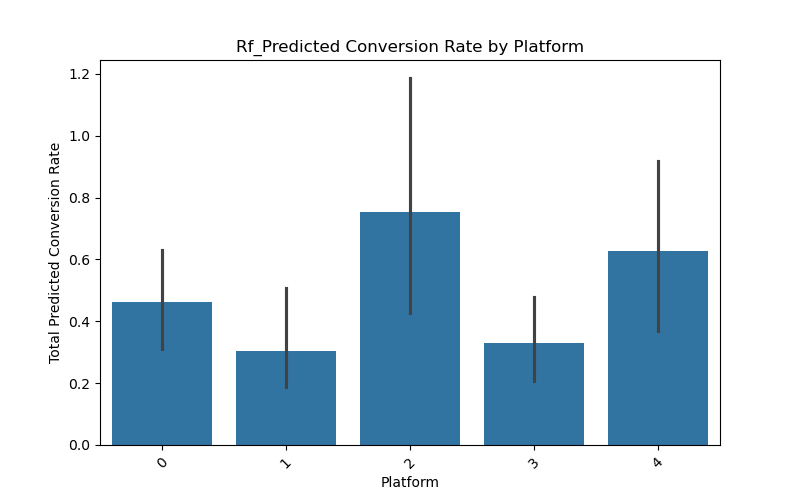 Rf_Predicted Conversion Rate by Platform
Total Predicted Conversion Rate
1.2
1.0
0.8
0.6
0.4
0.2
0.0
0 1 2 3 4
Platform